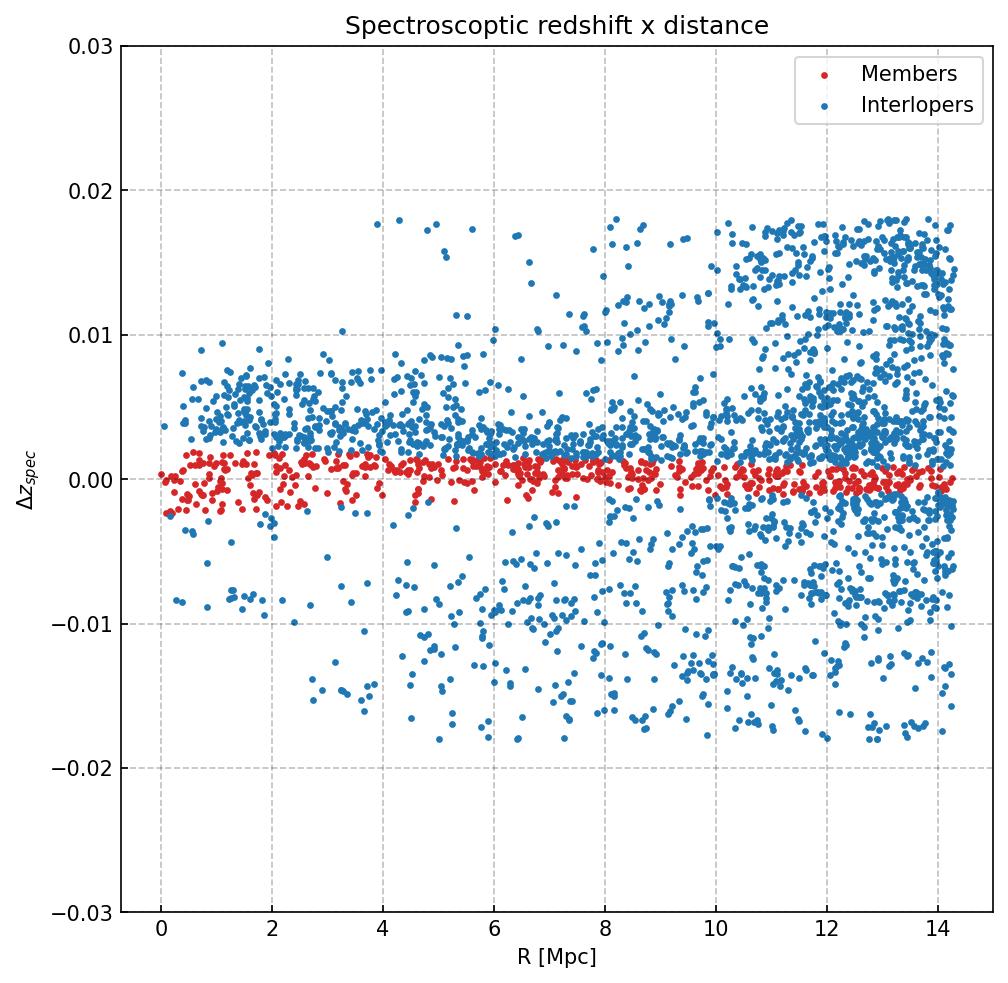 Spectroscoptic redshift x distance
0.03
0.02
0.01
0.00
−0.01
−0.02
−0.03
Δz_spec
Members
Interlopers
0 2 4 6 8 10 12 14
R [Mpc]